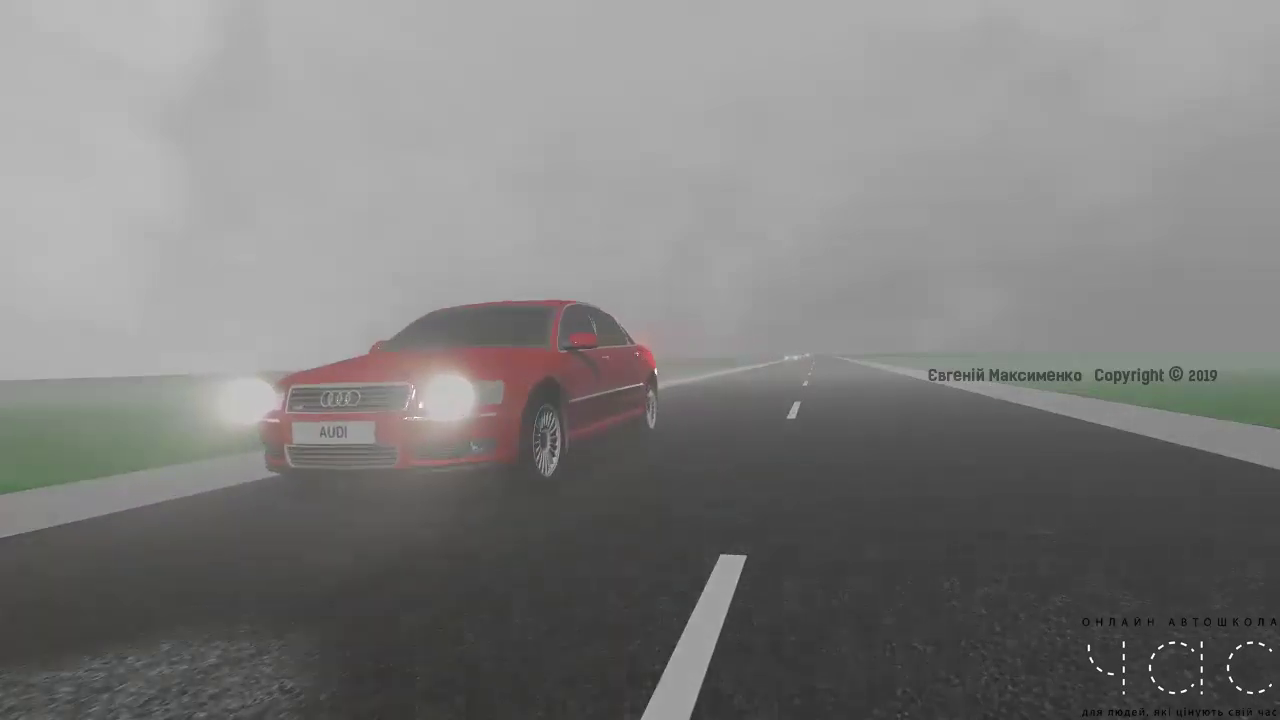 Євгеній Максименко Copyright © 2019
AUDI
ОНЛАЙН АВТОШКОЛА
ЧАС
для людей, які цінують свій час